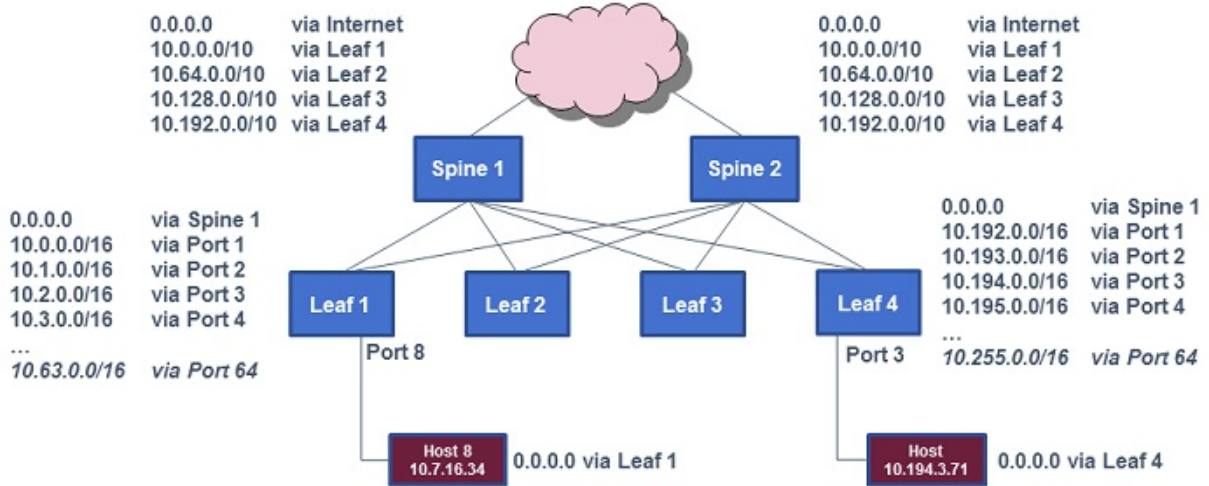 0.0.0.0 via Internet
10.0.0.0/10 via Leaf 1
10.64.0.0/10 via Leaf 2
10.128.0.0/10 via Leaf 3
10.192.0.0/10 via Leaf 4
0.0.0.0 via Internet
10.0.0.0/10 via Leaf 1
10.64.0.0/10 via Leaf 2
10.128.0.0/10 via Leaf 3
10.192.0.0/10 via Leaf 4
Spine 1
Spine 2
0.0.0.0 via Spine 1
10.0.0.0/16 via Port 1
10.1.0.0/16 via Port 2
10.2.0.0/16 via Port 3
10.3.0.0/16 via Port 4
...
10.63.0.0/16 via Port 64
Leaf 1
Leaf 2
Leaf 3
Leaf 4
0.0.0.0 via Spine 1
10.192.0.0/16 via Port 1
10.193.0.0/16 via Port 2
10.194.0.0/16 via Port 3
10.195.0.0/16 via Port 4
...
10.255.0.0/16 via Port 64
Port 8
Port 3
Host 8
10.7.16.34
0.0.0.0 via Leaf 1
Host
10.194.3.71
0.0.0.0 via Leaf 4